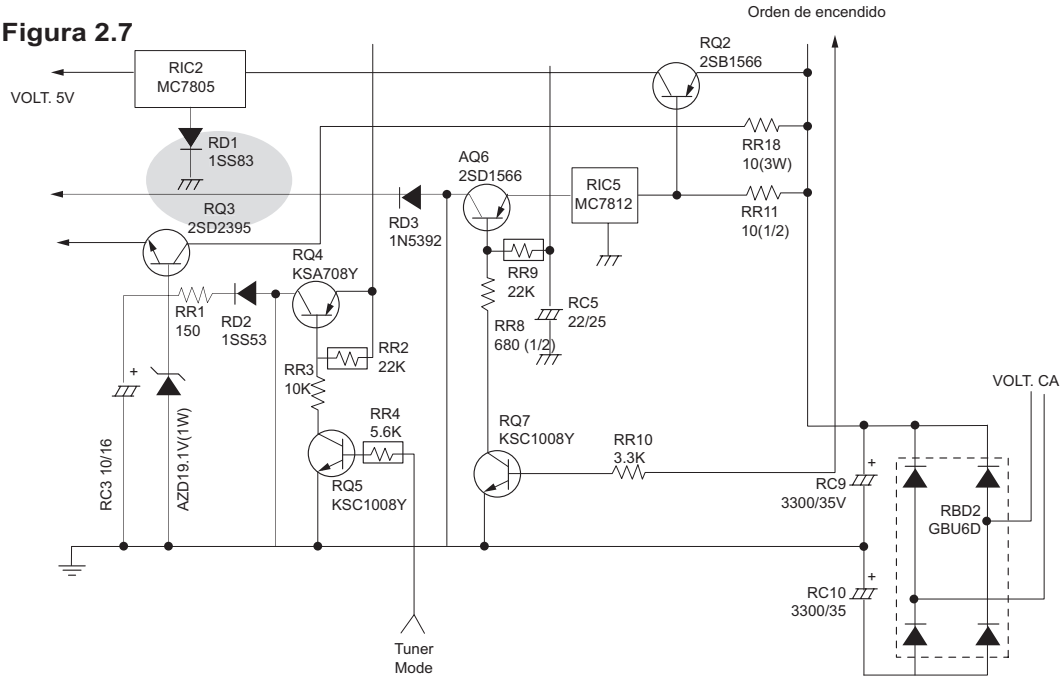 Figura 2.7
Orden de encendido
RIC2
MC7805
VOLT. 5V
RQ2
2SB1566
RD1
1SS83
RR18
10(3W)
AQ6
2SD1566
RIC5
MC7812
RR11
10(1/2)
RQ3
2SD2395
RD3
1N5392
RQ4
KSA708Y
RR9
22K
RC5
22/25
RR1
150
RD2
1SS53
RR8
680 (1/2)
RR2
22K
RR3
10K
VOLT. CA
RR4
5.6K
RQ7
KSC1008Y
RR10
3.3K
+
RC3 10/16
AZD19.1V(1W)
RQ5
KSC1008Y
+
RC9
3300/35V
RBD2
GBU6D
+
RC10
3300/35
Tuner
Mode